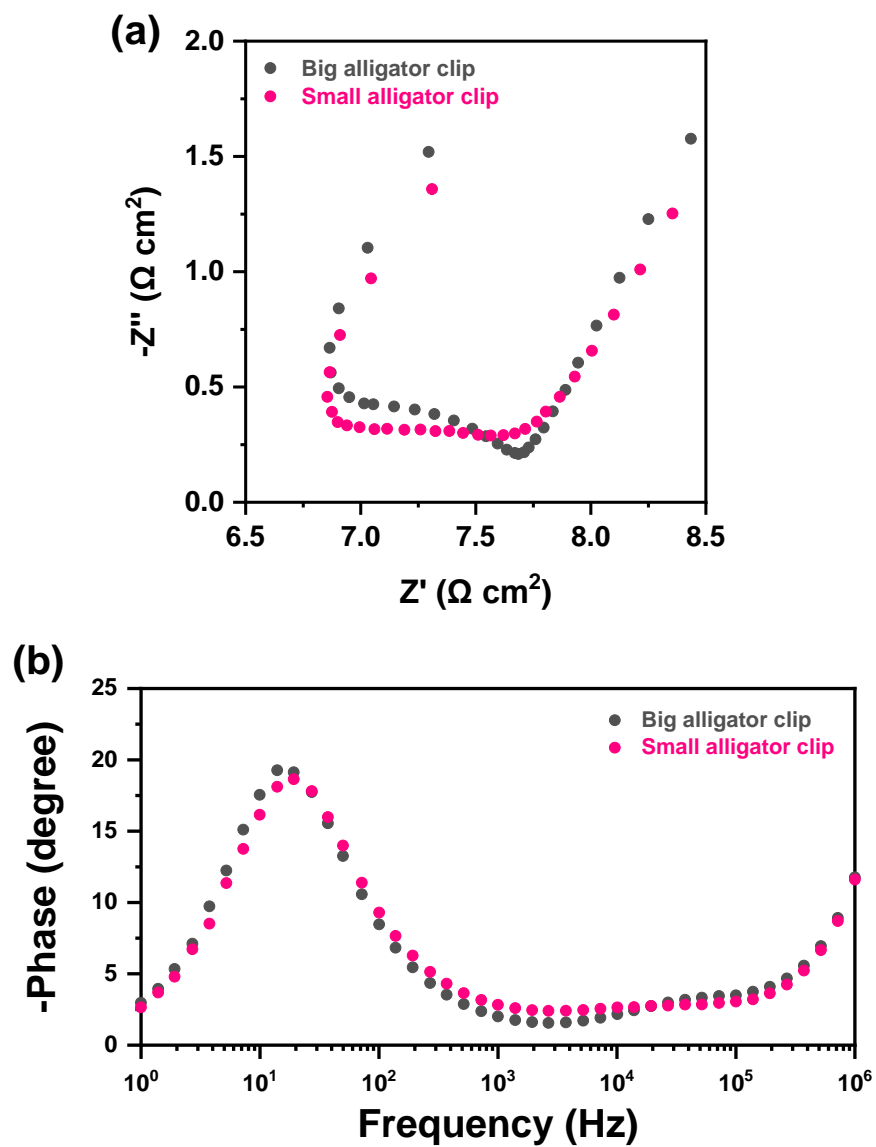 (a)
2.0
Big alligator clip
Small alligator clip
1.5
1.0
0.5
0.0
-Z'' (Ω cm²)
6.5 7.0 7.5 8.0 8.5
Z' (Ω cm²)
(b)
25
Big alligator clip
Small alligator clip
20
15
10
5
0
-Phase (degree)
10⁰ 10¹ 10² 10³ 10⁴ 10⁵ 10⁶
Frequency (Hz)